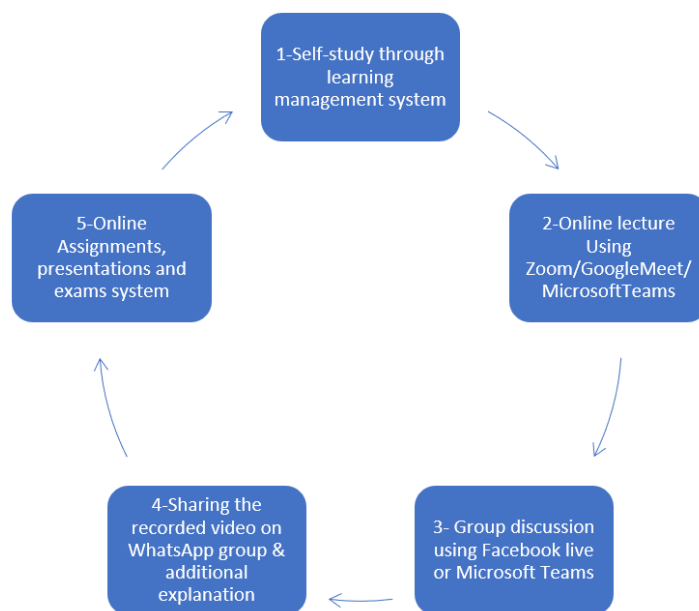 1-Self-study through
learning
management system
2-Online lecture
Using
Zoom/GoogleMeet/
MicrosoftTeams
3- Group discussion
using Facebook live
or Microsoft Teams
4-Sharing the
recorded video on
WhatsApp group &
additional
explanation
5-Online
Assignments,
presentations and
exams system